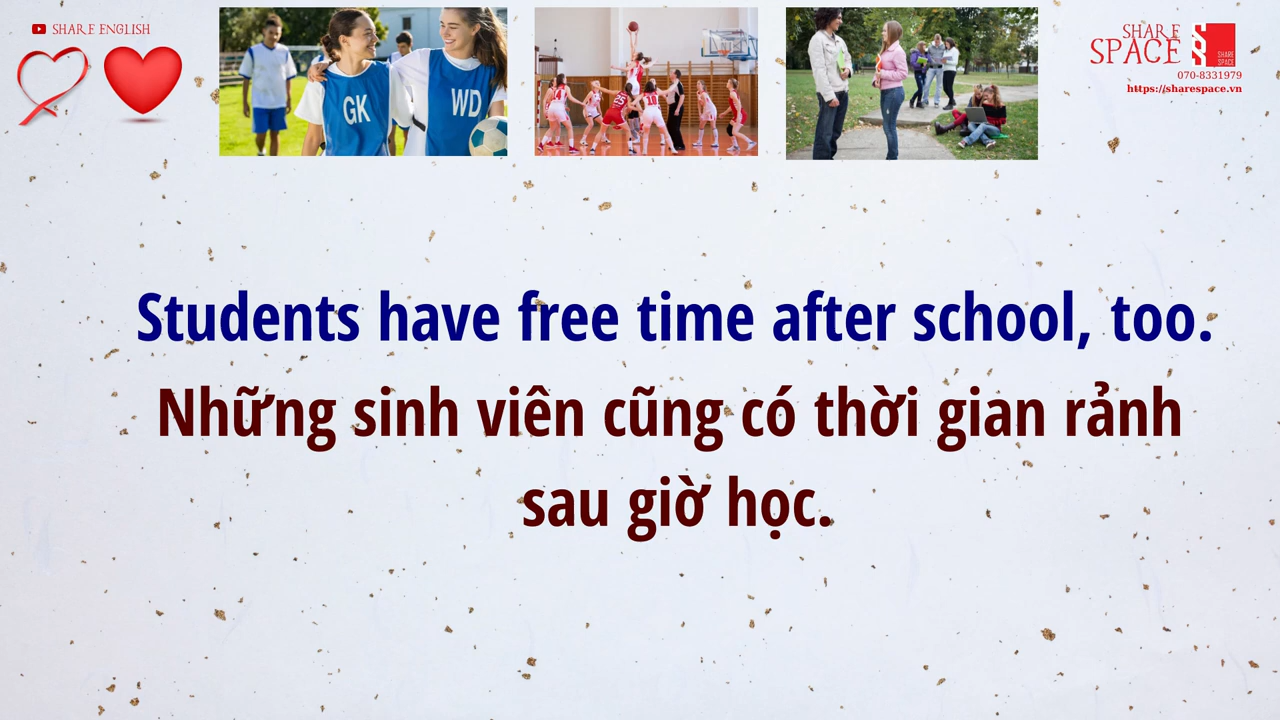 SHARE ENGLISH
GK
WD
SHARE
SPACE
SHARE
SPACE
070-8331979
https://sharespace.vn
Students have free time after school, too.
Những sinh viên cũng có thời gian rảnh
sau giờ học.